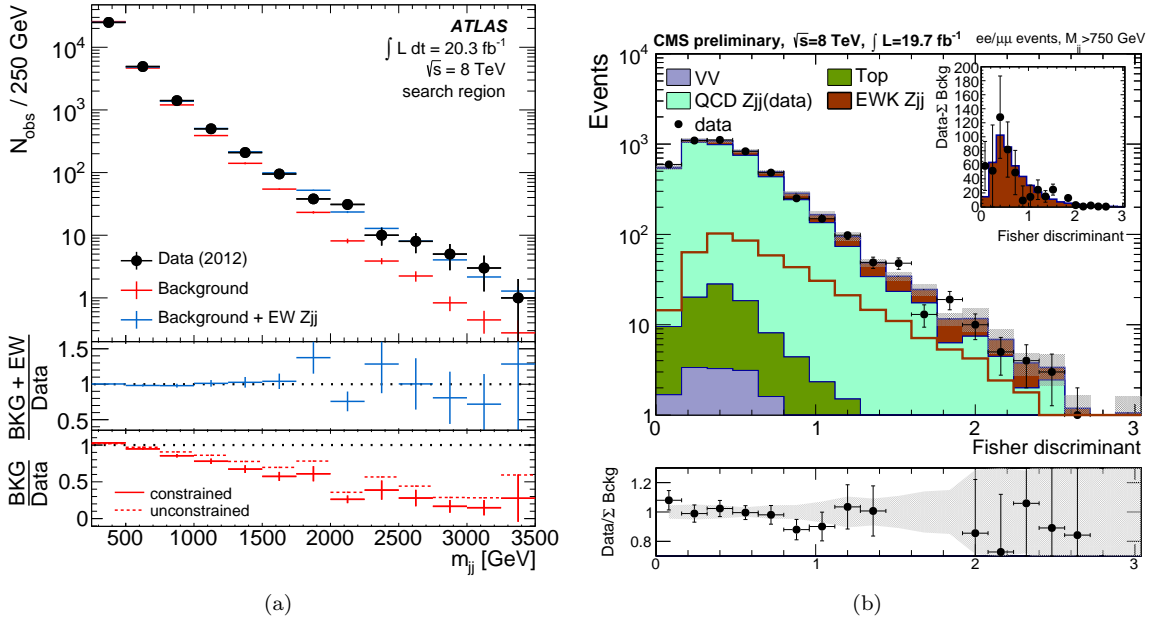 ATLAS
∫ L dt = 20.3 fb⁻¹
√s = 8 TeV
search region
N_obs / 250 GeV
10⁴
10³
10²
10
1
Data (2012)
Background
Background + EW Zjj
BKG + EW
Data
1.5
1
0.5
BKG
Data
1
0.5
0
constrained
unconstrained
500 1000 1500 2000 2500 3000 3500
m_jj [GeV]
(a)
CMS preliminary, √s=8 TeV, ∫ L=19.7 fb⁻¹
ee/μμ events, M_jj >750 GeV
Events
10⁴
10³
10²
10
1
VV
Top
QCD Zjj(data)
EWK Zjj
data
Data-Σ Bckg
200
180
160
140
120
100
80
60
40
20
0
0 1 2 3
Fisher discriminant
0 1 2 3
Fisher discriminant
Data/Σ Bckg
1.2
1
0.8
0 1 2 3
(b)